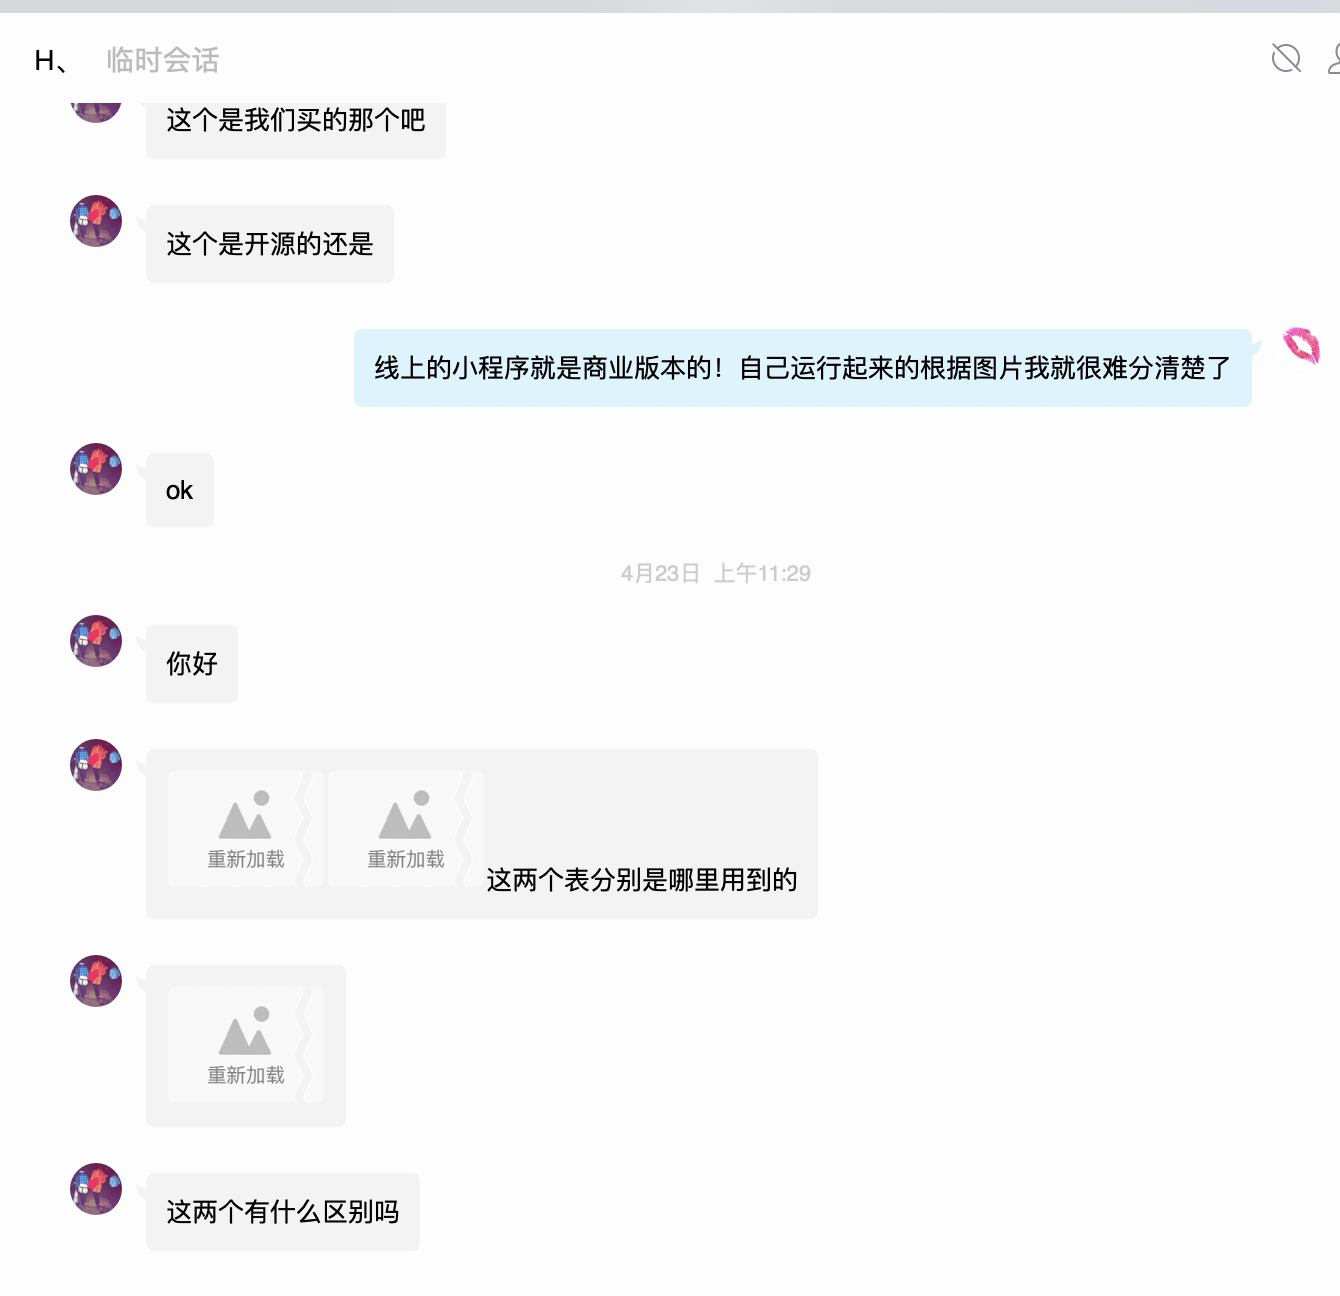 H、 临时会话
这个是我们买的那个吧
这个是开源的还是
线上的小程序就是商业版本的！自己运行起来的根据图片我就很难分清楚了
ok
4月23日 上午11:29
你好
重新加载 重新加载 这两个表分别是哪里用到的
重新加载
这两个有什么区别吗